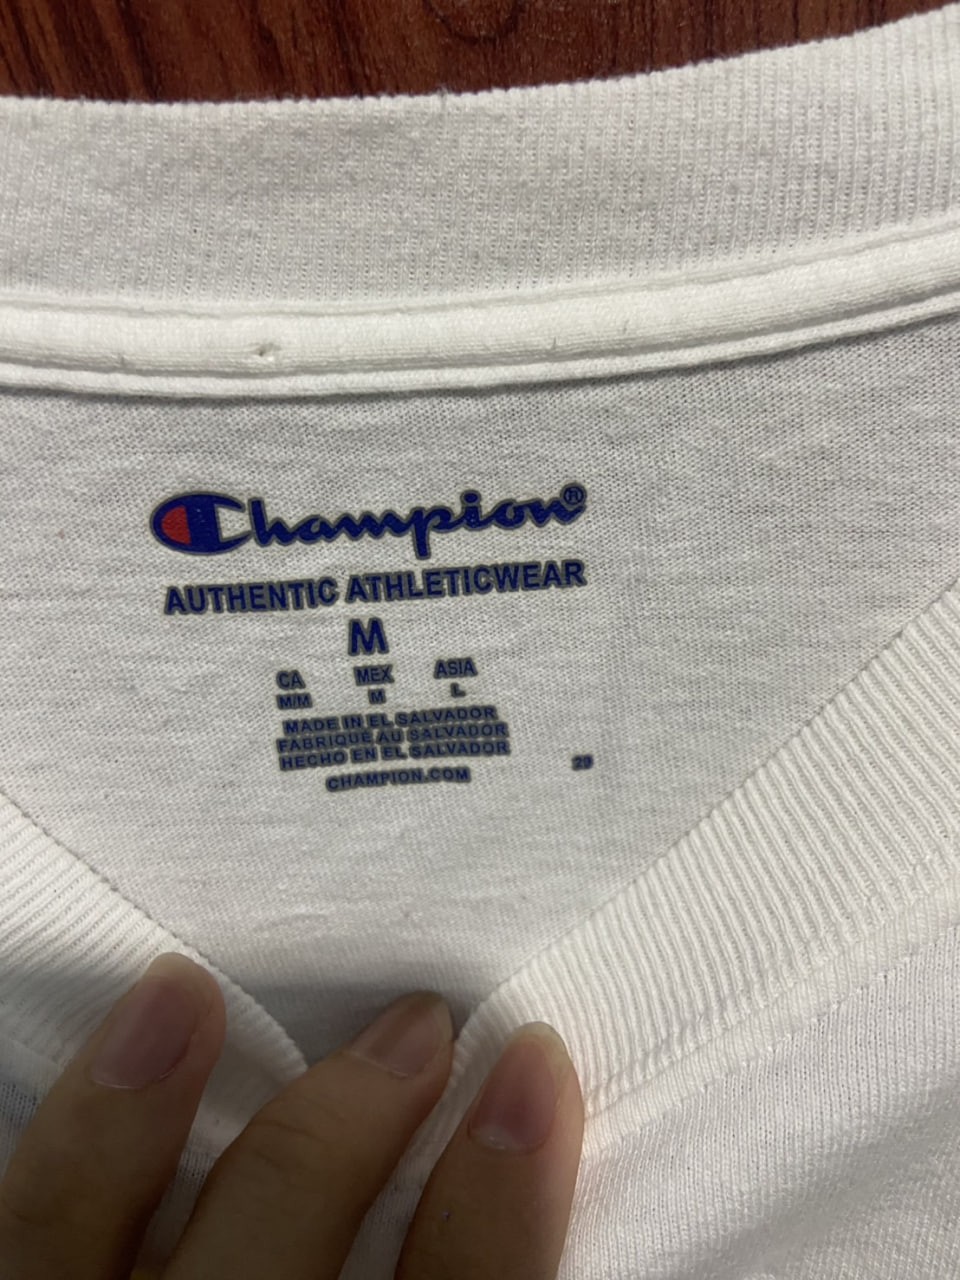 Champion®
AUTHENTIC ATHLETICWEAR
M
CA MEX ASIA
M/M M L
MADE IN EL SALVADOR
FABRIQUÉ AU SALVADOR
HECHO EN EL SALVADOR
CHAMPION.COM 29